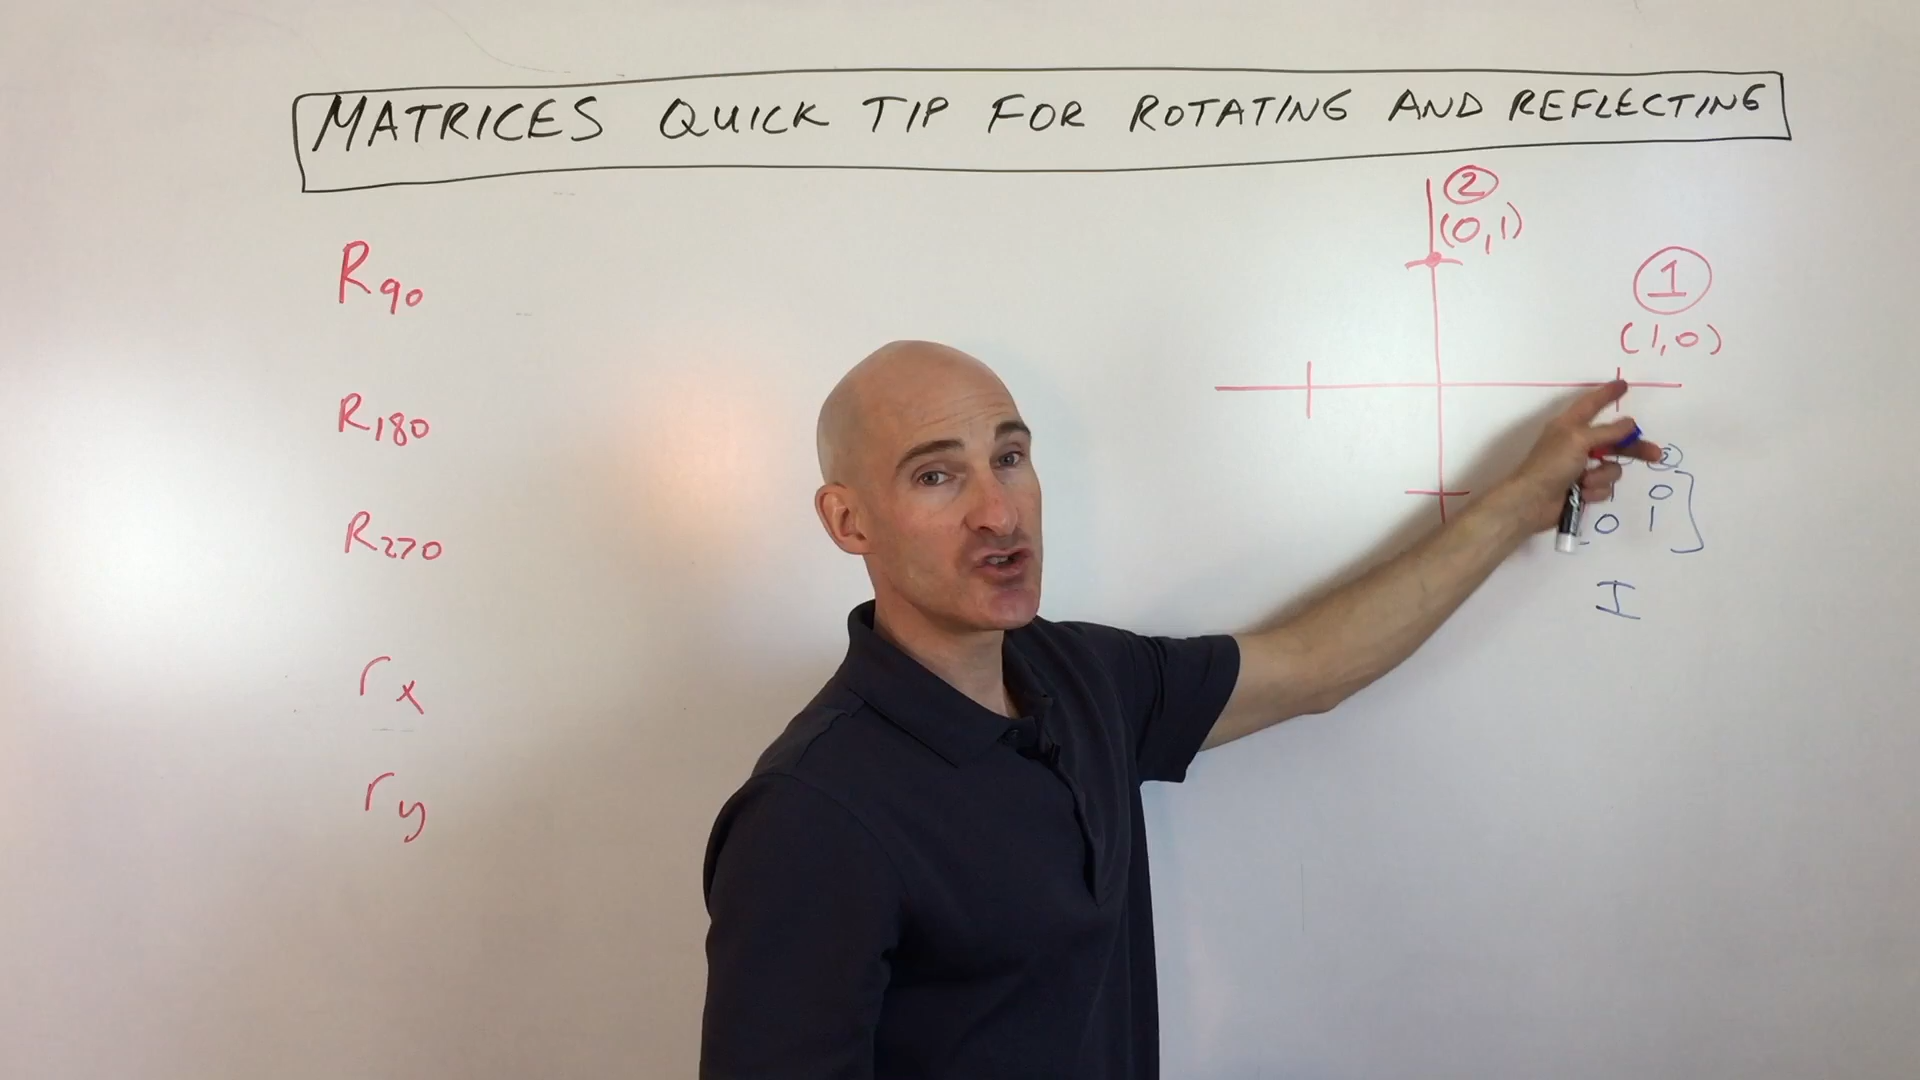 MATRICES QUICK TIP FOR ROTATING AND REFLECTING
2
(0,1)
1
(1,0)
R90
R180
R270
rx
ry
2
1 0
0 1
I